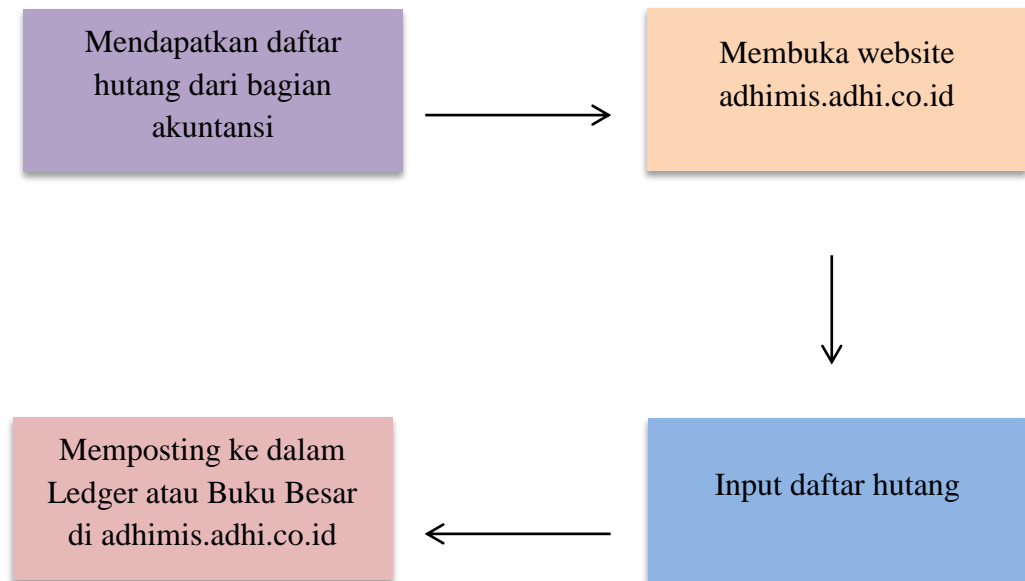 Mendapatkan daftar
hutang dari bagian
akuntansi
Membuka website
adhimis.adhi.co.id
Input daftar hutang
Memposting ke dalam
Ledger atau Buku Besar
di adhimis.adhi.co.id